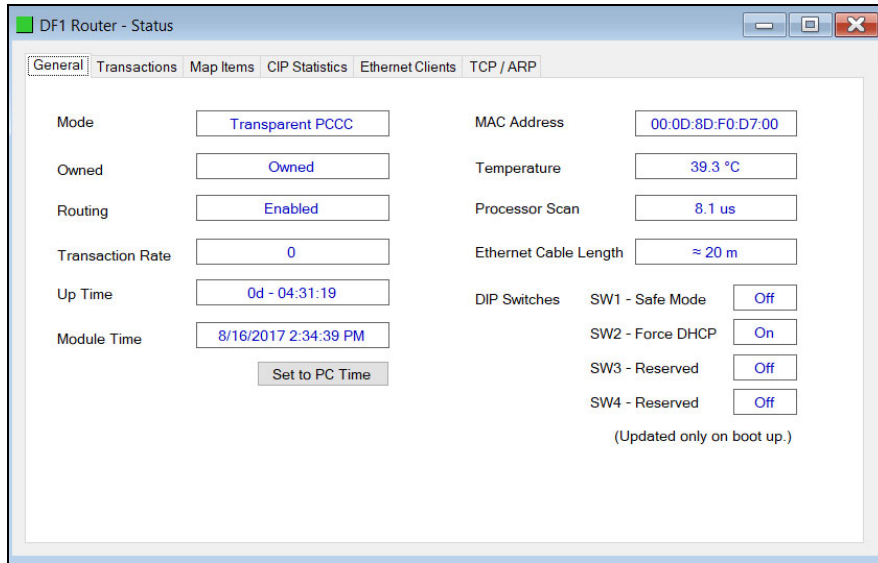 DF1 Router - Status
General Transactions Map Items CIP Statistics Ethernet Clients TCP / ARP
Mode Transparent PCCC
Owned Owned
Routing Enabled
Transaction Rate 0
Up Time 0d - 04:31:19
Module Time 8/16/2017 2:34:39 PM
Set to PC Time
MAC Address 00:0D:8D:F0:D7:00
Temperature 39.3 °C
Processor Scan 8.1 us
Ethernet Cable Length ≈ 20 m
DIP Switches SW1 - Safe Mode Off
SW2 - Force DHCP On
SW3 - Reserved Off
SW4 - Reserved Off
(Updated only on boot up.)